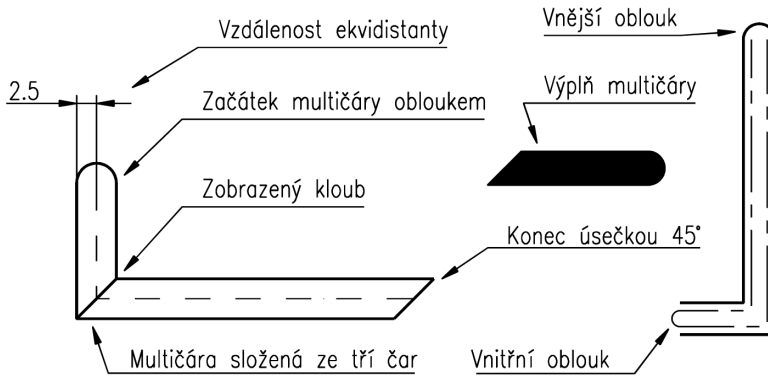 Vzdálenost ekvidistanty
Vnější oblouk
2.5
Začátek multičáry obloukem
Výplň multičáry
Zobrazený kloub
Konec úsečkou 45°
Multičára složená ze tří čar
Vnitřní oblouk